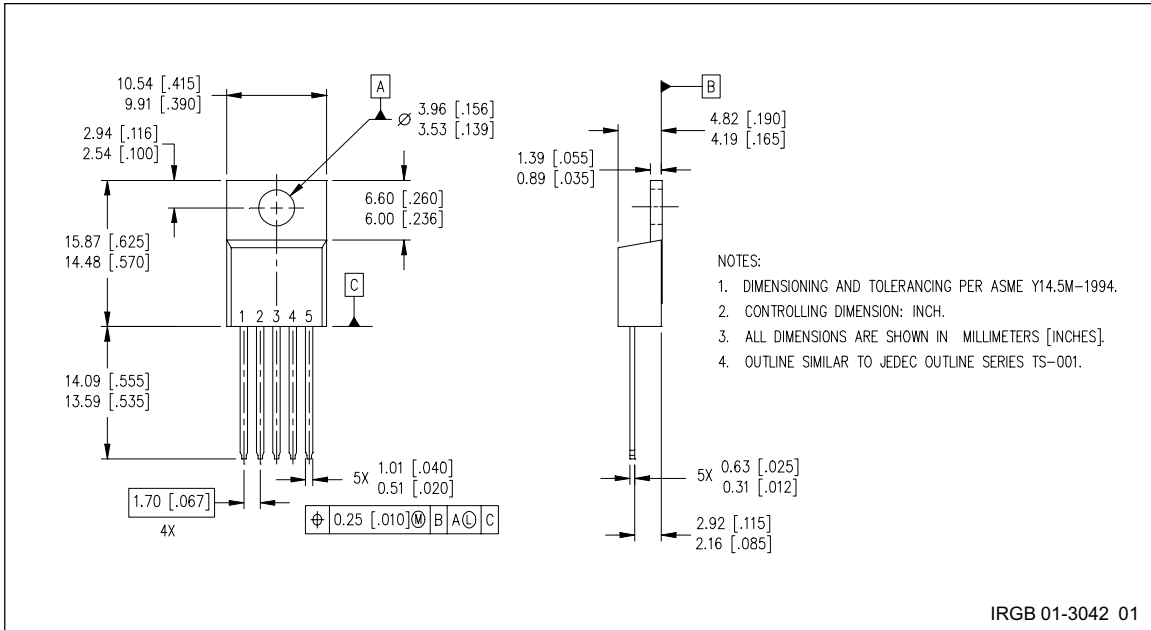 10.54 [.415]
9.91 [.390]
A
Ø 3.96 [.156]
3.53 [.139]
2.94 [.116]
2.54 [.100]
6.60 [.260]
6.00 [.236]
15.87 [.625]
14.48 [.570]
C
1 2 3 4 5
14.09 [.555]
13.59 [.535]
5X 1.01 [.040]
0.51 [.020]
1.70 [.067]
4X
⌖ 0.25 [.010]Ⓜ B AⓁ C
B
4.82 [.190]
4.19 [.165]
1.39 [.055]
0.89 [.035]
5X 0.63 [.025]
0.31 [.012]
2.92 [.115]
2.16 [.085]
NOTES:
1. DIMENSIONING AND TOLERANCING PER ASME Y14.5M-1994.
2. CONTROLLING DIMENSION: INCH.
3. ALL DIMENSIONS ARE SHOWN IN MILLIMETERS [INCHES].
4. OUTLINE SIMILAR TO JEDEC OUTLINE SERIES TS-001.
IRGB 01-3042 01